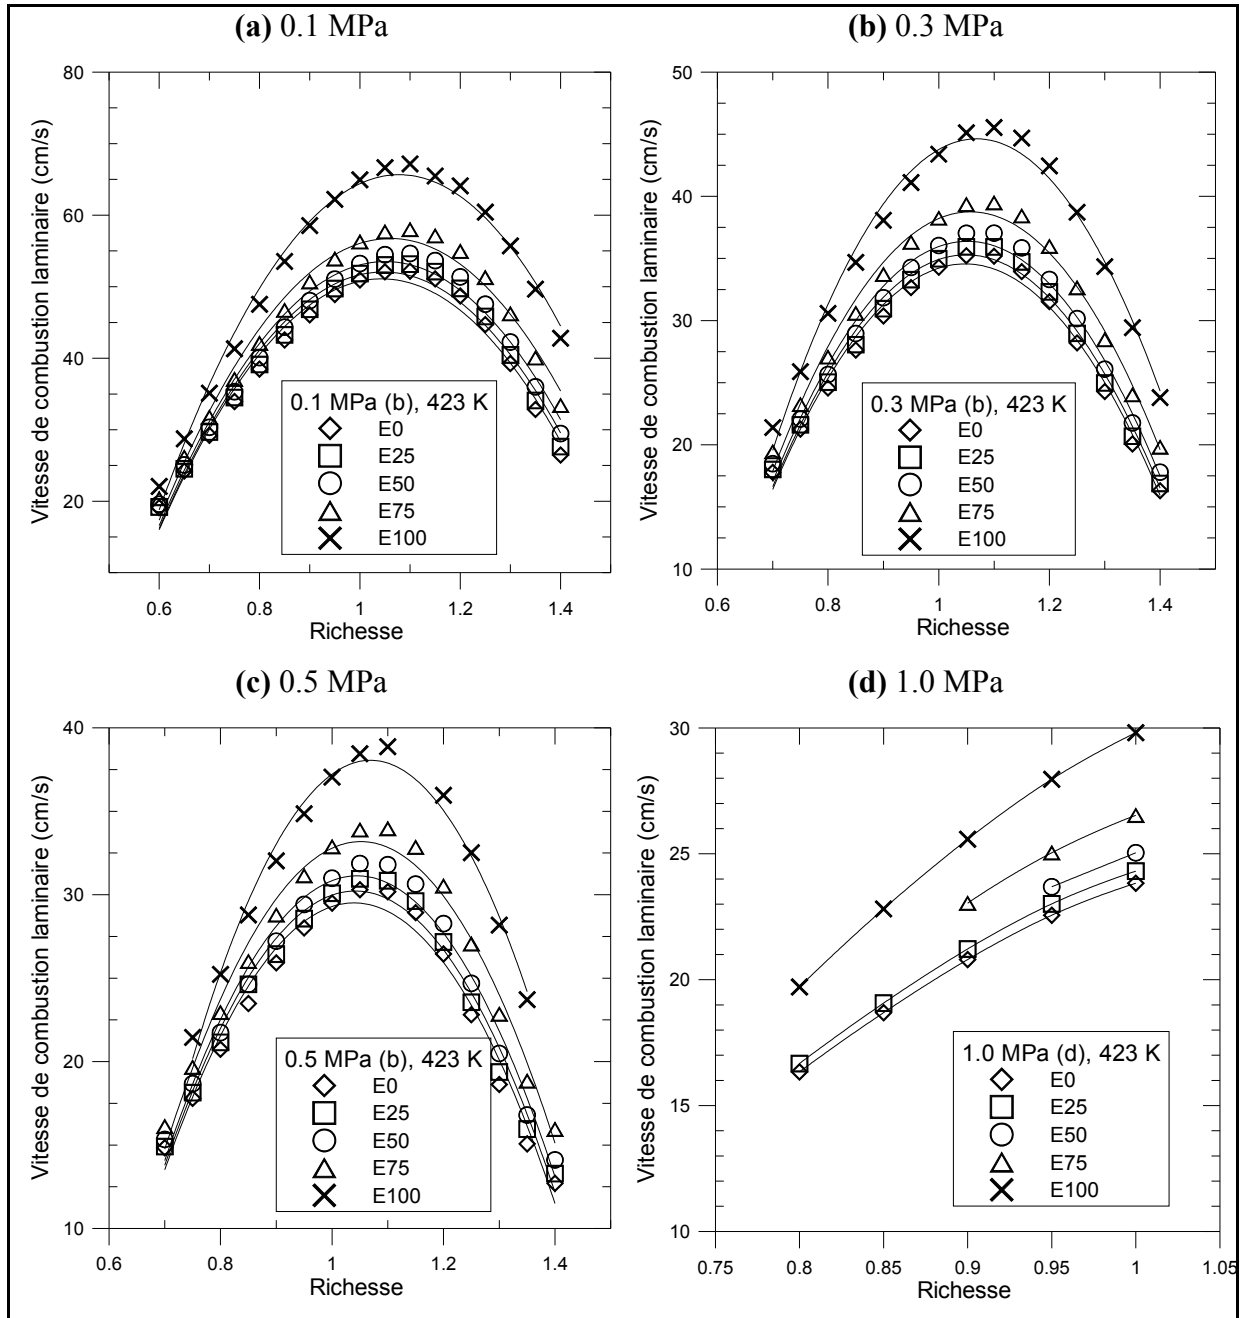 (a) 0.1 MPa
80
60
40
20
Vitesse de combustion laminaire (cm/s)
0.1 MPa (b), 423 K
E0
E25
E50
E75
E100
0.6 0.8 1 1.2 1.4
Richesse
(b) 0.3 MPa
50
40
30
20
10
Vitesse de combustion laminaire (cm/s)
0.3 MPa (b), 423 K
E0
E25
E50
E75
E100
0.6 0.8 1 1.2 1.4
Richesse
(c) 0.5 MPa
40
30
20
10
Vitesse de combustion laminaire (cm/s)
0.5 MPa (b), 423 K
E0
E25
E50
E75
E100
0.6 0.8 1 1.2 1.4
Richesse
(d) 1.0 MPa
30
25
20
15
10
Vitesse de combustion laminaire (cm/s)
1.0 MPa (d), 423 K
E0
E25
E50
E75
E100
0.75 0.8 0.85 0.9 0.95 1 1.05
Richesse